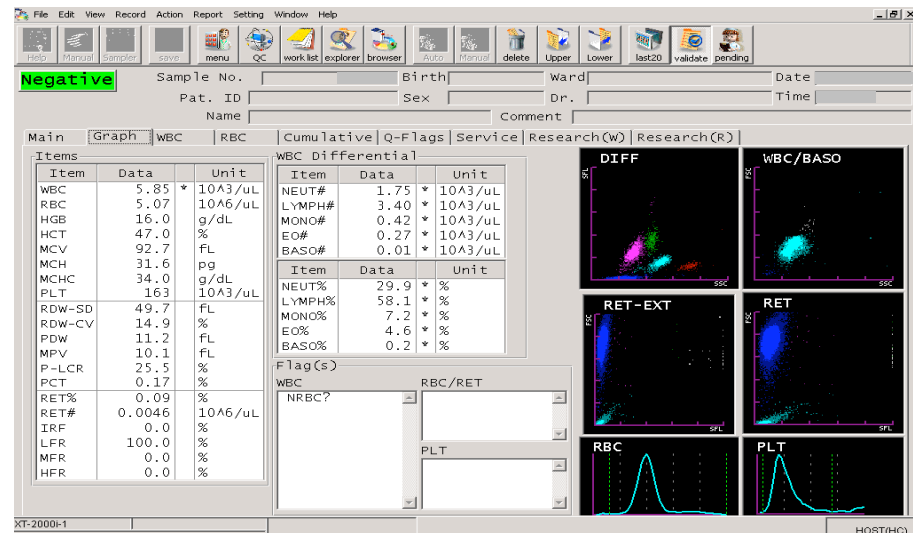 File Edit View Record Action Report Setting Window Help
Help Manual Sampler save menu QC work list explorer browser Auto Manual delete Upper Lower last20 validate pending
Negative Sample No. Birth Ward Date
Pat. ID Sex Dr. Time
Name Comment
Main Graph WBC RBC Cumulative Q-Flags Service Research(W) Research(R)
Items
Item Data Unit
WBC 5.85 * 10^3/uL
RBC 5.07 10^6/uL
HGB 16.0 g/dL
HCT 47.0 %
MCV 92.7 fL
MCH 31.6 pg
MCHC 34.0 g/dL
PLT 163 10^3/uL
RDW-SD 49.7 fL
RDW-CV 14.9 %
PDW 11.2 fL
MPV 10.1 fL
P-LCR 25.5 %
PCT 0.17 %
RET% 0.09 %
RET# 0.0046 10^6/uL
IRF 0.0 %
LFR 100.0 %
MFR 0.0 %
HFR 0.0 %
WBC Differential
Item Data Unit
NEUT# 1.75 * 10^3/uL
LYMPH# 3.40 * 10^3/uL
MONO# 0.42 * 10^3/uL
EO# 0.27 * 10^3/uL
BASO# 0.01 * 10^3/uL
Item Data Unit
NEUT% 29.9 * %
LYMPH% 58.1 * %
MONO% 7.2 * %
EO% 4.6 * %
BASO% 0.2 * %
Flag(s)
WBC RBC/RET
NRBC?
PLT
DIFF
SFL
SSC
WBC/BASO
FSC
SSC
RET-EXT
FSC
SFL
RET
FSC
SFL
RBC
PLT
XT-2000i-1
HOST(HC)